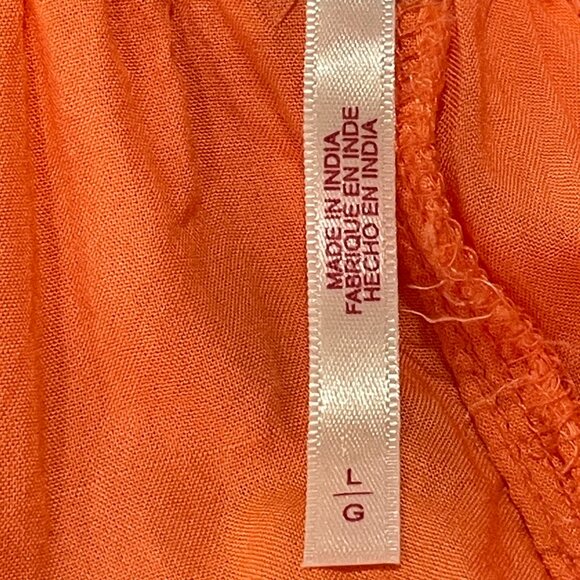 MADE IN INDIA
FABRIQUE EN INDE
HECHO EN INDIA
G | L